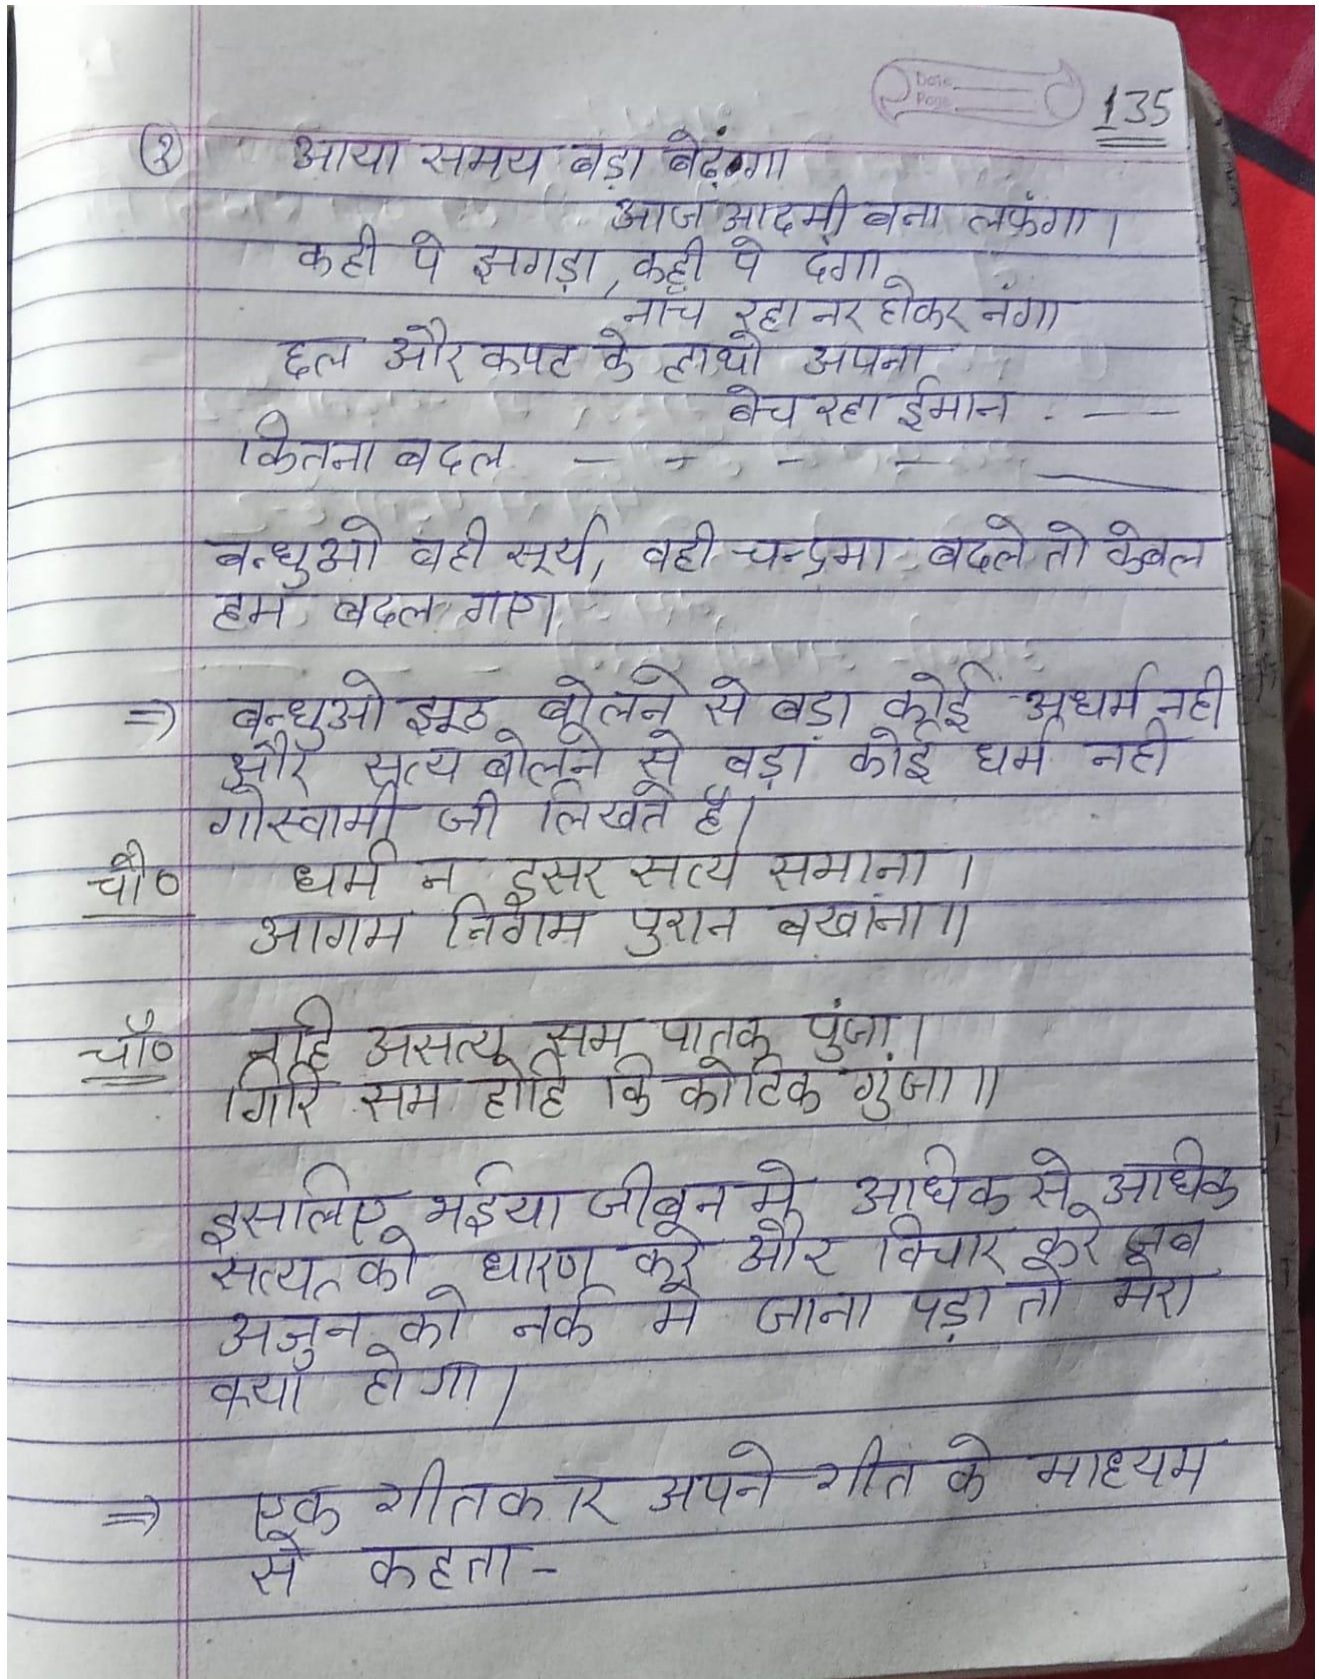 Date
Page
135
(१) आया समय बड़ा बेढ़ंगा
आज आदमी बना लफ़ंगा।
कही पे झगड़ा, कही पे दंगा
नाच रहा नर होकर नंगा
छल और कपट के हाथो अपना
बेच रहा ईमान . —
कितना बदल - - - - —
बन्धुओ वही सूर्य, वही चन्द्रमा बदले तो केवल
हम बदल गए।
⇒ बन्धुओ झूठ बोलने से बड़ा कोई अधर्म नही
और सत्य बोलने से बड़ा कोई धर्म नही
गोस्वामी जी लिखते है।
चौ० धर्म न दूसर सत्य समाना ।
आगम निगम पुरान बखाना॥
चौ० नहि असत्य सम पातक पुंजा।
गिरि सम होहि कि कोटिक गुंजा॥
इसलिए भईया जीवन मे अधिक से अधिक
सत्य को धारण करे और विचार करे जब
अर्जुन को नर्क मे जाना पड़ा तो मेरा
क्या होगा।
⇒ एक गीतकार अपने गीत के माध्यम
से कहता -